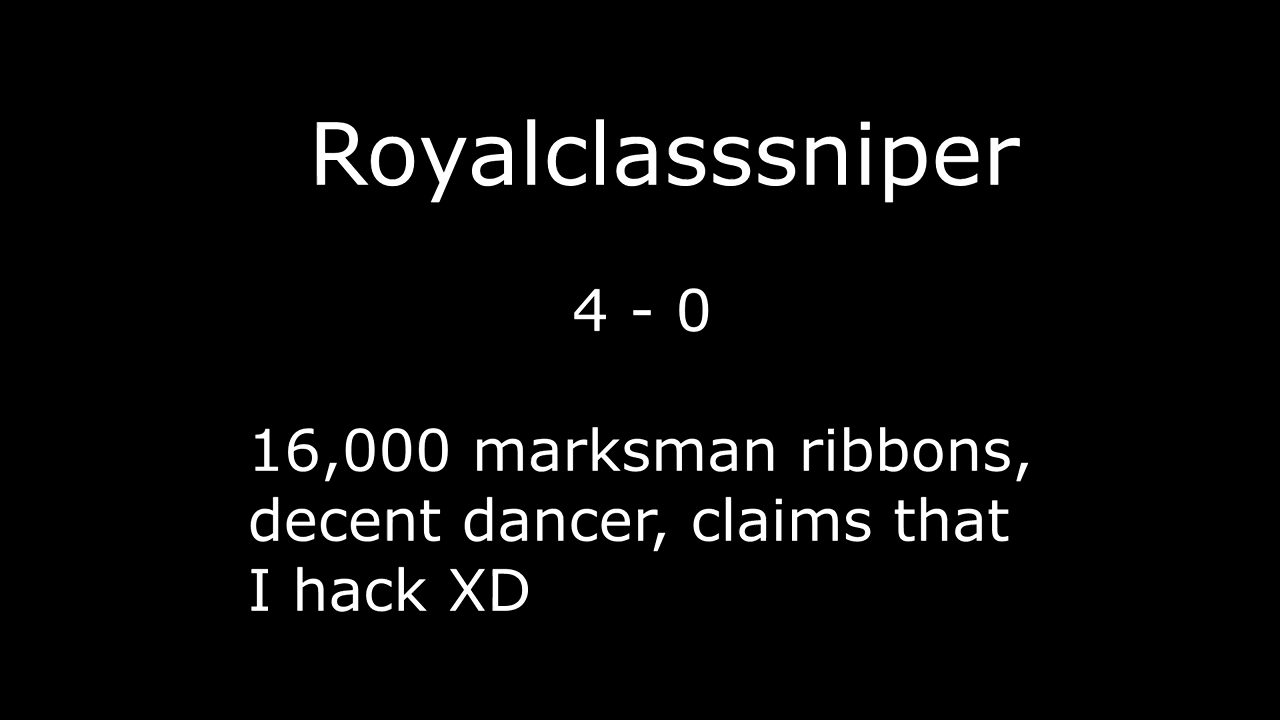 Royalclasssniper
4 - 0
16,000 marksman ribbons,
decent dancer, claims that
I hack XD